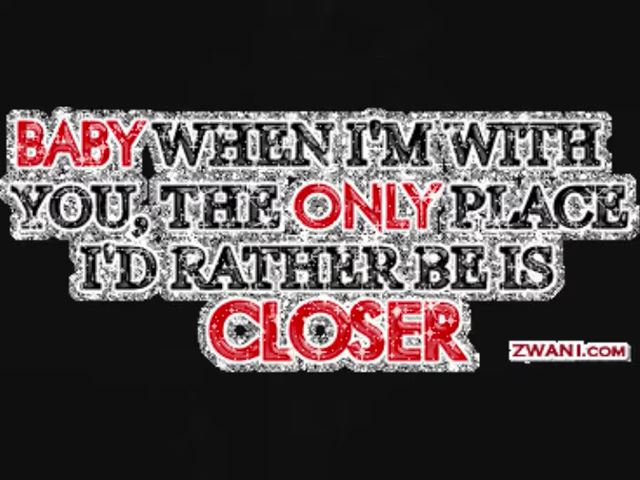 BABY WHEN I'M WITH
YOU, THE ONLY PLACE
I'D RATHER BE IS
CLOSER
ZWANI.COM